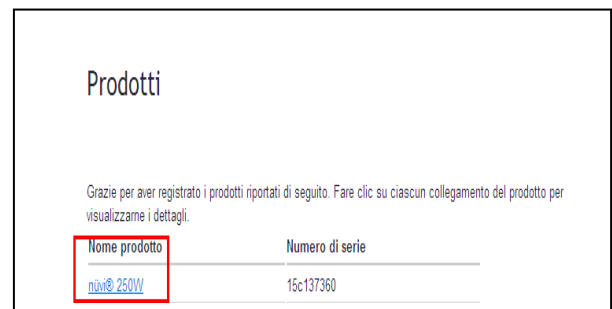 Prodotti
Grazie per aver registrato i prodotti riportati di seguito. Fare clic su ciascun collegamento del prodotto per
visualizzarne i dettagli.
Nome prodotto Numero di serie
nüvi® 250W 15c137360